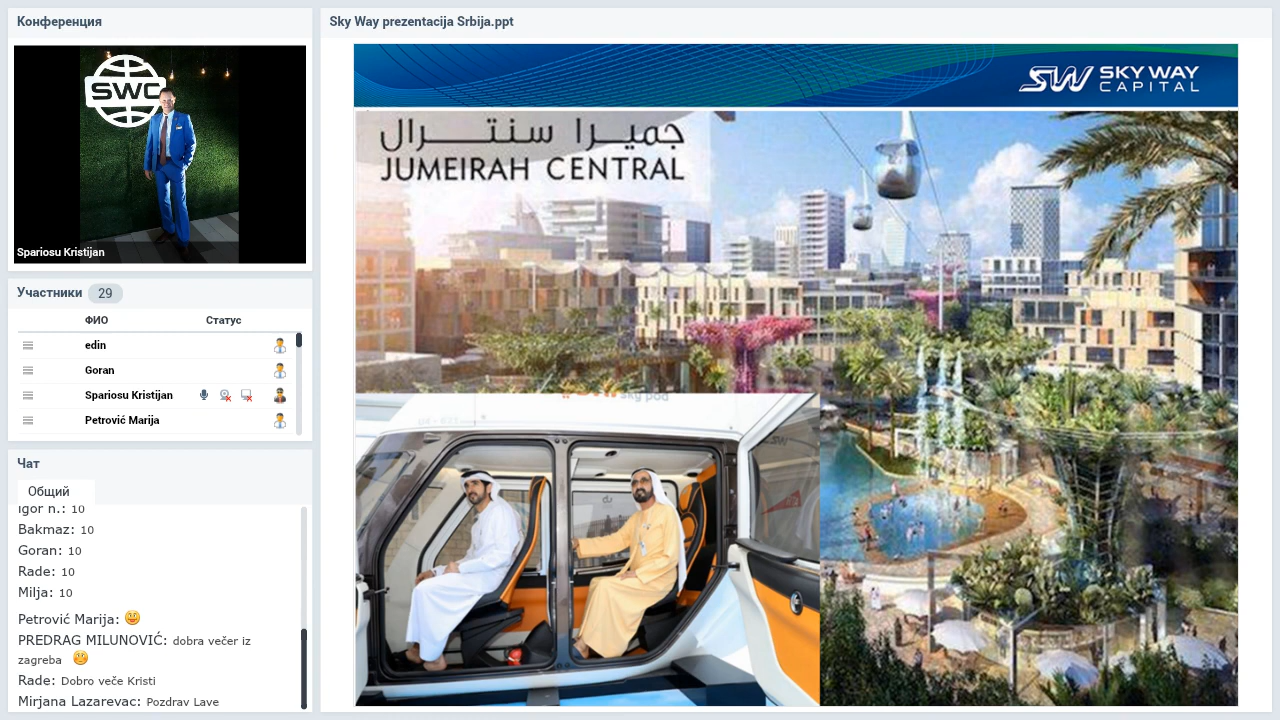 Конференция
SWC
Spariosu Kristijan
Участники 29
ФИО Статус
edin
Goran
Spariosu Kristijan
Petrović Marija
Чат
Общий
igor n.: 10
Bakmaz: 10
Goran: 10
Rade: 10
Milja: 10
Petrović Marija:
PREDRAG MILUNOVIĆ: dobra večer iz
zagreba
Rade: Dobro veče Kristi
Mirjana Lazarevac: Pozdrav Lave
Sky Way prezentacija Srbija.ppt
SW SKY WAY
CAPITAL
جميرا سنترال
JUMEIRAH CENTRAL
sky pod